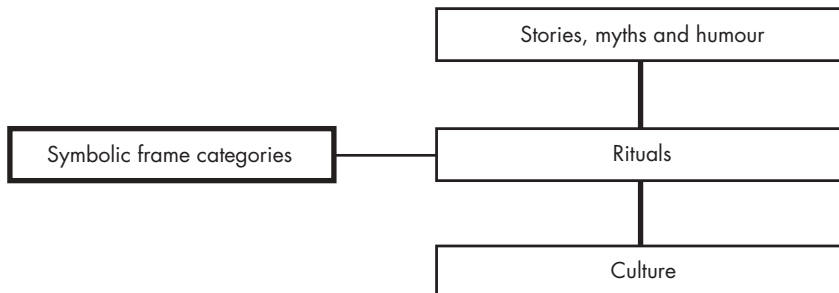 Stories, myths and humour
Symbolic frame categories
Rituals
Culture